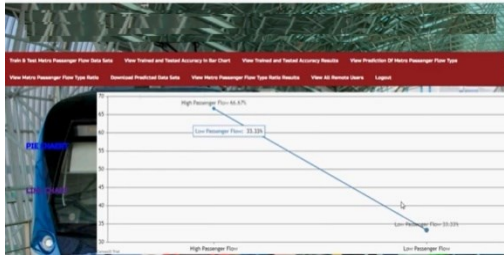 Train & Test Metro Passenger Flow Data Sets View Trained and Tested Accuracy in Bar Chart View Trained and Tested Accuracy Results View Prediction Of Metro Passenger Flow Type
View Metro Passenger Flow Type Ratio Download Predicted Data Sets View Metro Passenger Flow Type Ratio Results View All Remote Users Logout
70
High Passenger Flow 66.67%
65
60
Low Passenger Flow: 33.33%
55
PIE CHART
50
45
LINE CHART
40
Low Passenger Flow 33.33%
35
30
High Passenger Flow Low Passenger Flow